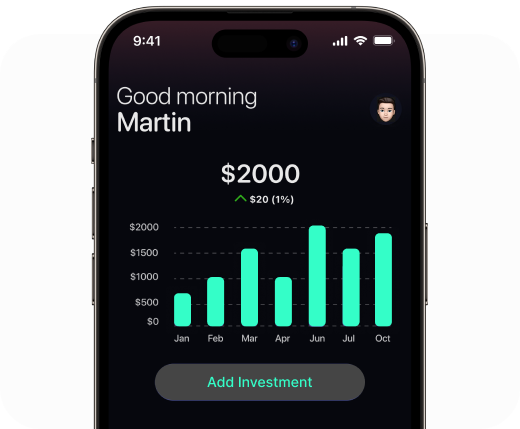 9:41
Good morning
Martin
$2000
$20 (1%)
$2000
$1500
$1000
$500
$0
Jan Feb Mar Apr Jun Jul Oct
Add Investment